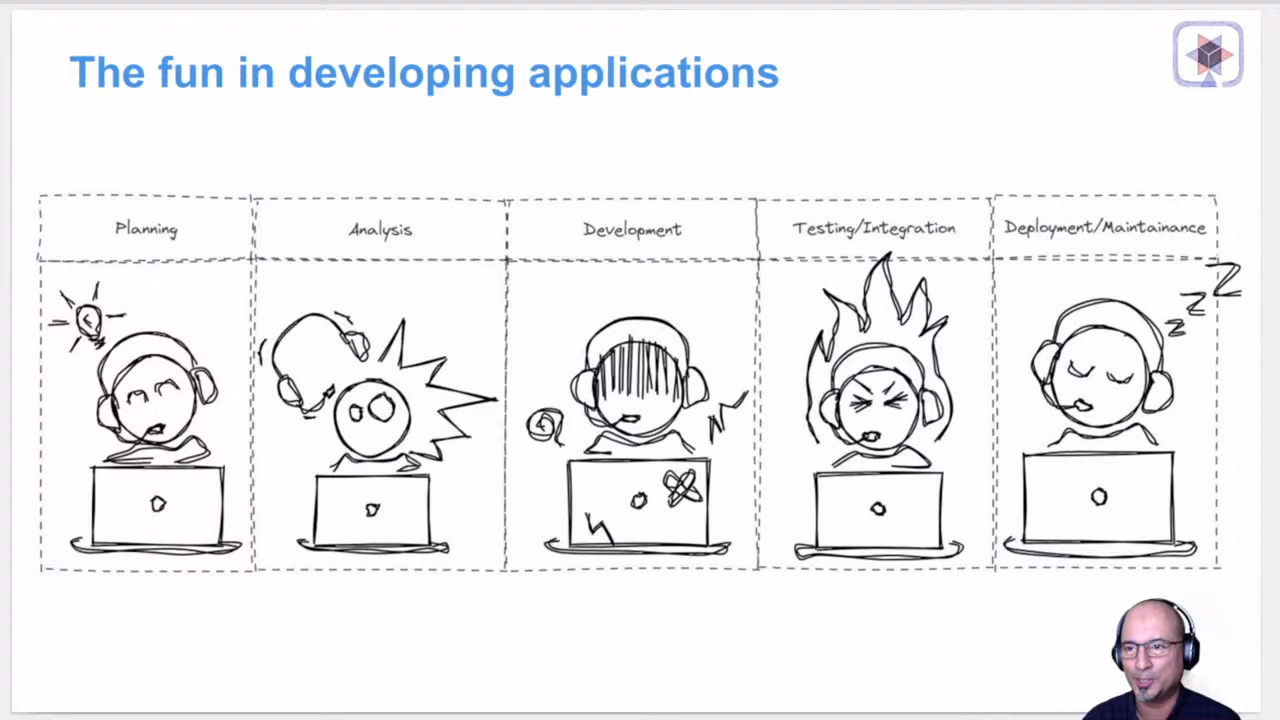 The fun in developing applications
Planning
Analysis
Development
Testing/Integration
Deployment/Maintainance
z
z
Z